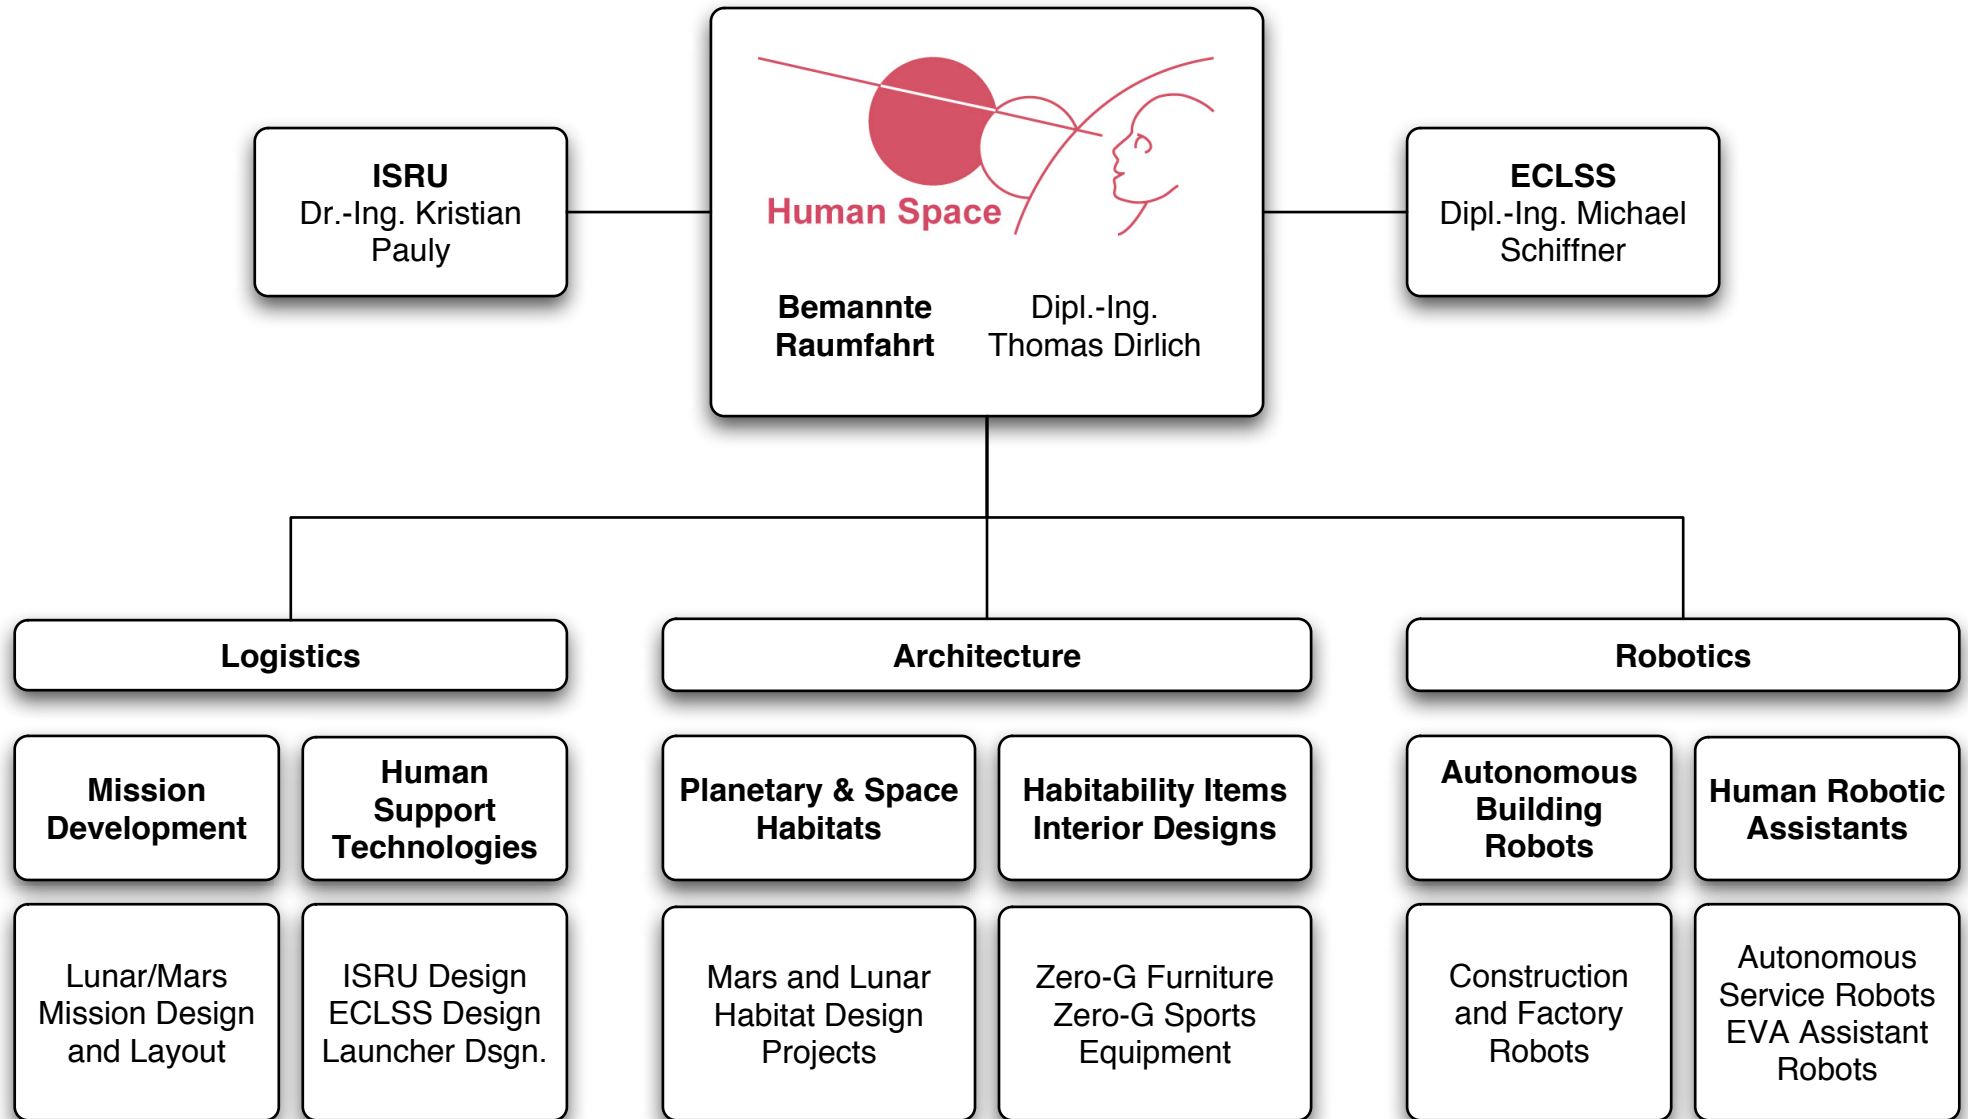 ISRU
Dr.-Ing. Kristian
Pauly
Human Space
Bemannte
Raumfahrt
Dipl.-Ing.
Thomas Dirlich
ECLSS
Dipl.-Ing. Michael
Schiffner
Logistics
Architecture
Robotics
Mission
Development
Human
Support
Technologies
Planetary & Space
Habitats
Habitability Items
Interior Designs
Autonomous
Building
Robots
Human Robotic
Assistants
Lunar/Mars
Mission Design
and Layout
ISRU Design
ECLSS Design
Launcher Dsgn.
Mars and Lunar
Habitat Design
Projects
Zero-G Furniture
Zero-G Sports
Equipment
Construction
and Factory
Robots
Autonomous
Service Robots
EVA Assistant
Robots